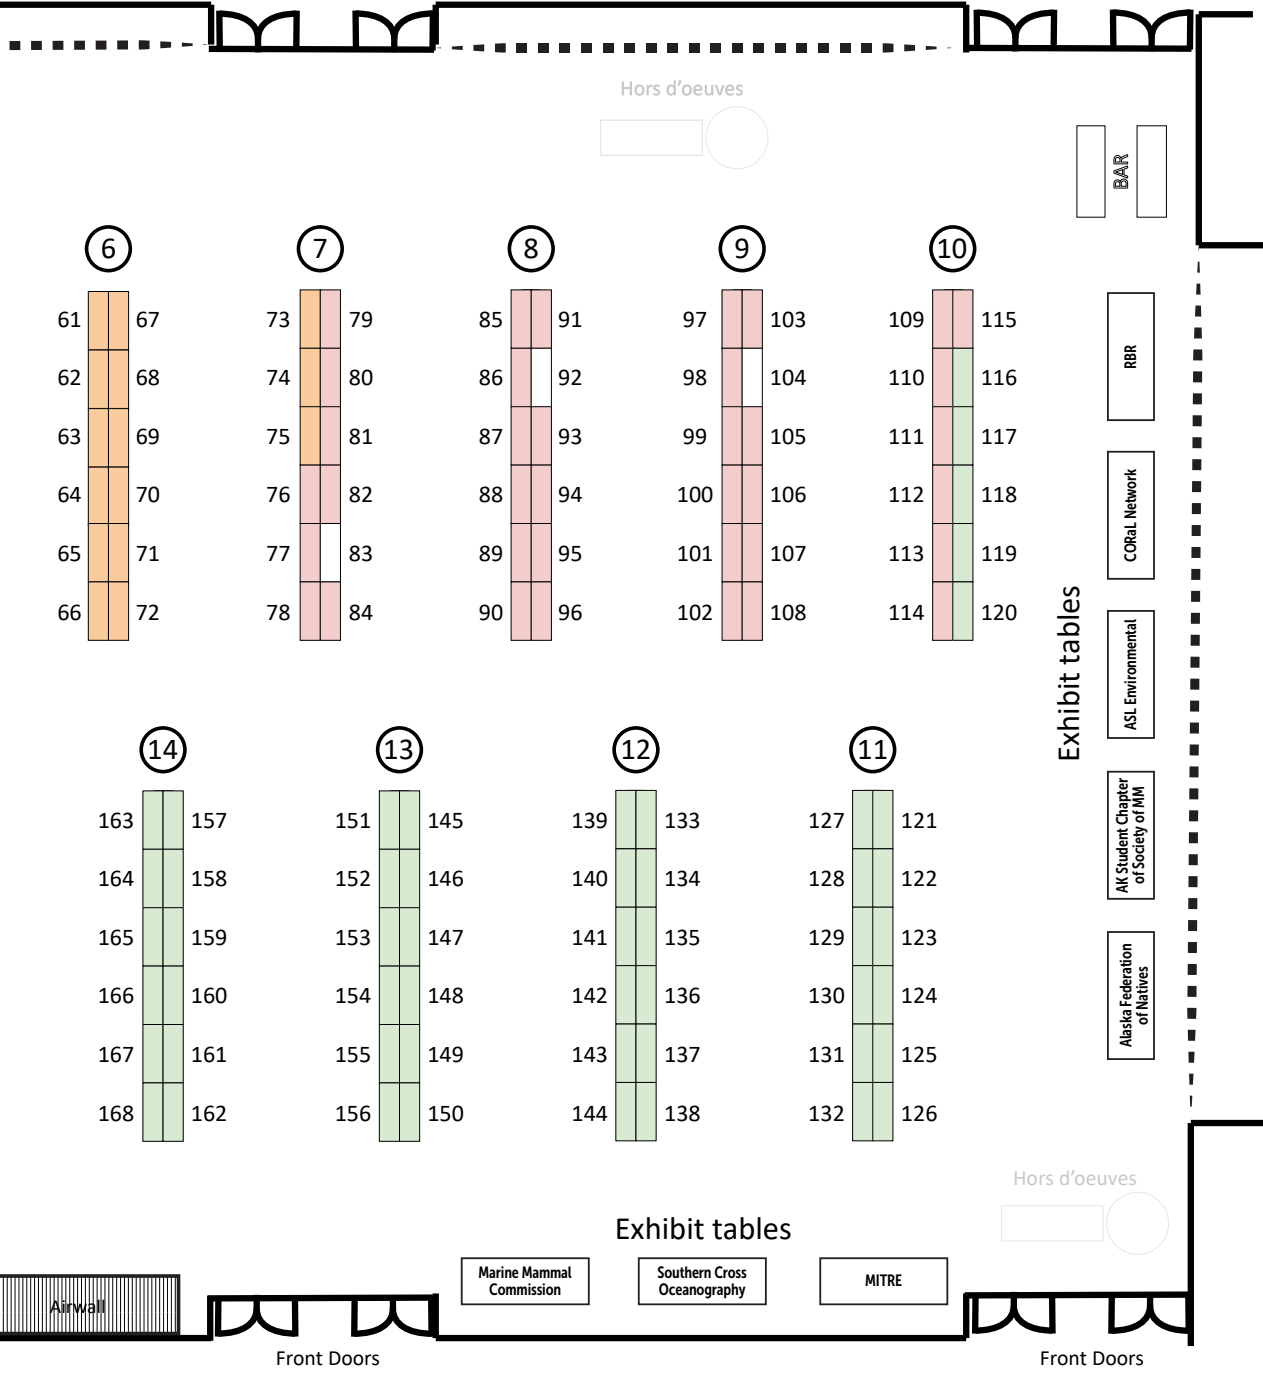 Hors d'oeuves
BAR
6 7 8 9 10
61 67 73 79 85 91 97 103 109 115
62 68 74 80 86 92 98 104 110 116
63 69 75 81 87 93 99 105 111 117
64 70 76 82 88 94 100 106 112 118
65 71 77 83 89 95 101 107 113 119
66 72 78 84 90 96 102 108 114 120
Exhibit tables
RBR
CORaL Network
ASL Environmental
AK Student Chapter
of Society of MM
Alaska Federation
of Natives
14 13 12 11
163 157 151 145 139 133 127 121
164 158 152 146 140 134 128 122
165 159 153 147 141 135 129 123
166 160 154 148 142 136 130 124
167 161 155 149 143 137 131 125
168 162 156 150 144 138 132 126
Hors d'oeuves
Exhibit tables
Marine Mammal
Commission
Southern Cross
Oceanography
MITRE
Airwall
Front Doors
Front Doors